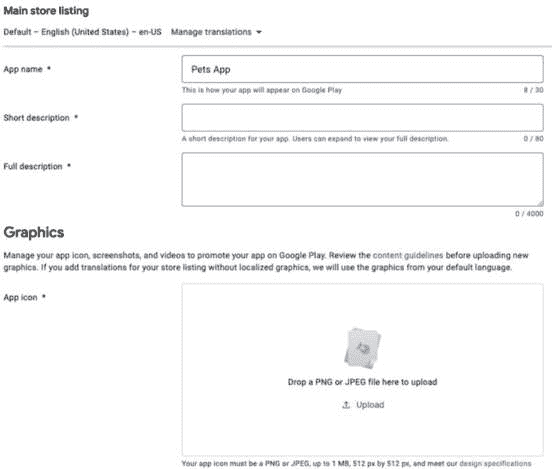 Main store listing
Default – English (United States) – en-US Manage translations
App name *
Pets App
This is how your app will appear on Google Play 8 / 30
Short description *
A short description for your app. Users can expand to view your full description. 0 / 80
Full description *
0 / 4000
Graphics
Manage your app icon, screenshots, and videos to promote your app on Google Play. Review the content guidelines before uploading new
graphics. If you add translations for your store listing without localized graphics, we will use the graphics from your default language.
App icon *
Drop a PNG or JPEG file here to upload
Upload
Your app icon must be a PNG or JPEG, up to 1 MB, 512 px by 512 px, and meet our design specifications